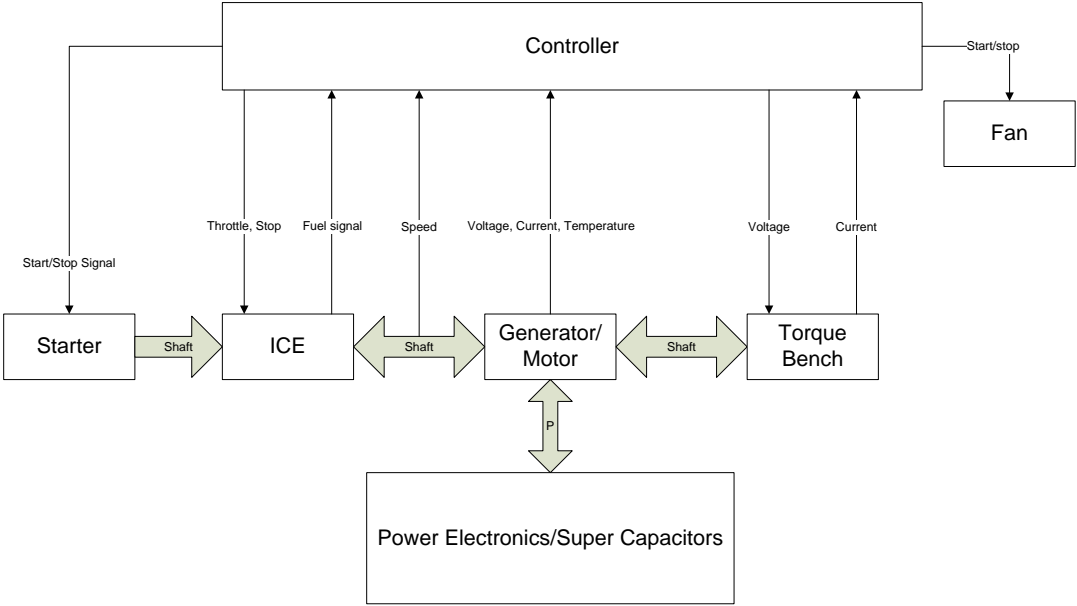 Controller
Start/stop
Fan
Throttle, Stop
Fuel signal
Speed
Voltage, Current, Temperature
Voltage
Current
Start/Stop Signal
Starter
Shaft
ICE
Shaft
Generator/
Motor
Shaft
Torque
Bench
P
Power Electronics/Super Capacitors